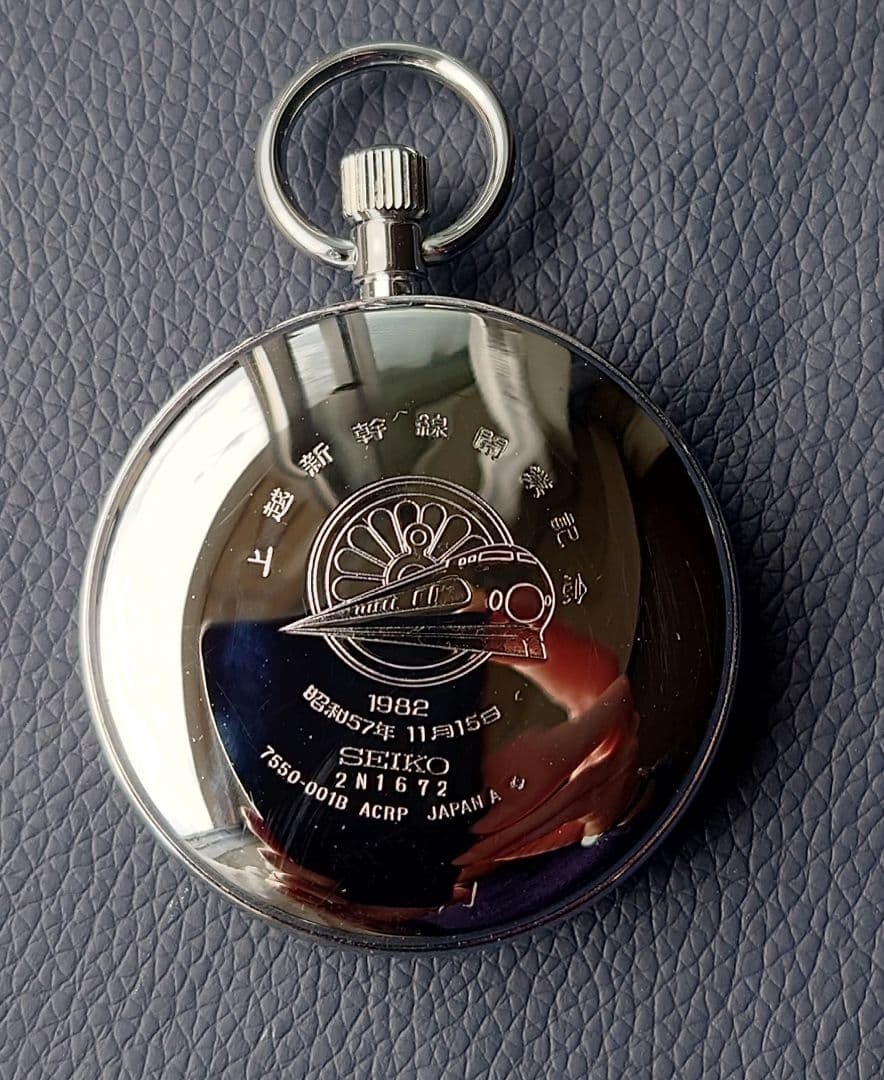 上越新幹線開業記念
1982
昭和57年 11月15日
SEIKO
2N1672
7550-001B ACRP JAPAN A